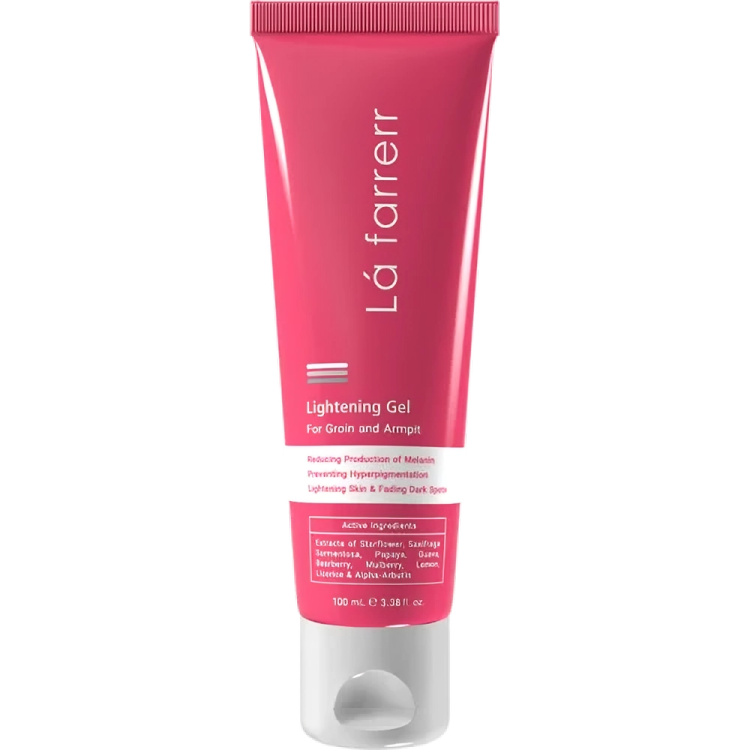 Lá farrerr
Lightening Gel
For Groin and Armpit
Reducing Production of Melanin
Preventing Hyperpigmentation
Lightening Skin & Fading Dark Spots
Active Ingredients
Extracts of Starflower, Saxifraga
Sarmentosa, Papaya, Guava,
Bearberry, Mulberry, Lemon,
Licorice & Alpha-Arbutin
100 mL ℮ 3.38 fl. oz.